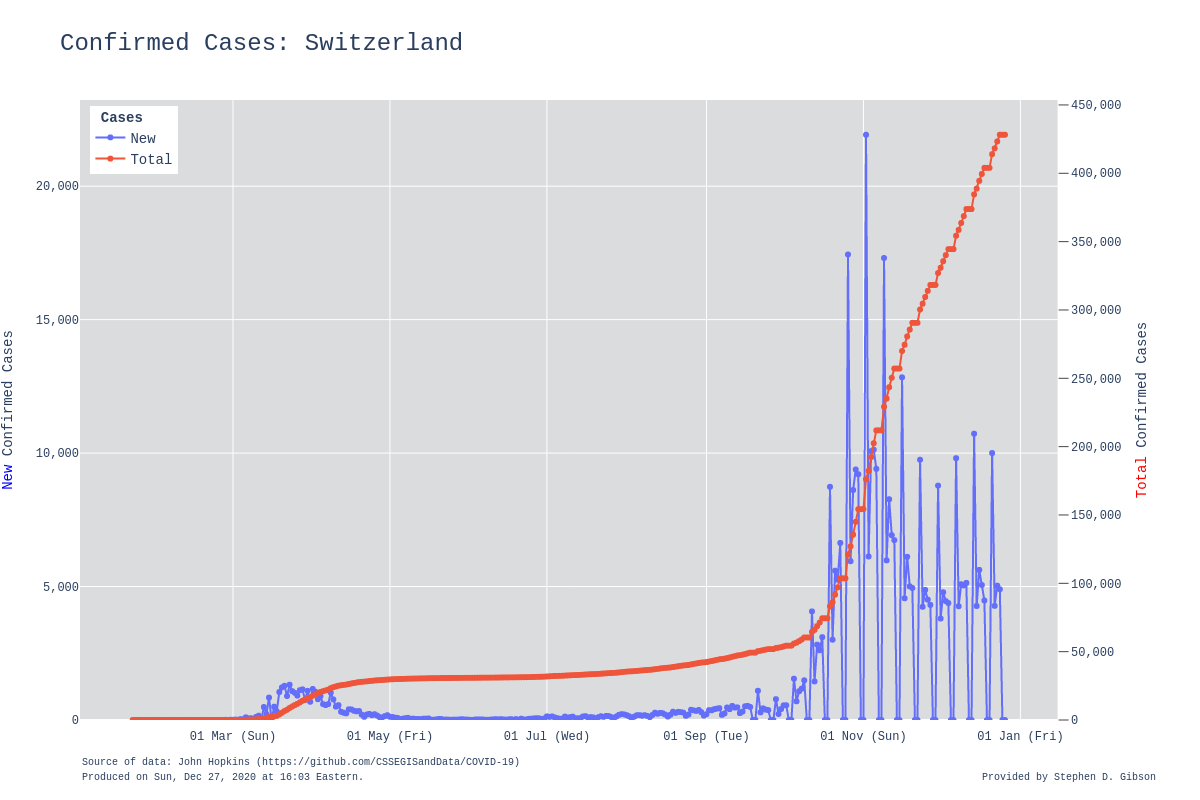 Confirmed Cases: Switzerland
Cases
New
Total
20,000
15,000
10,000
5,000
0
450,000
400,000
350,000
300,000
250,000
200,000
150,000
100,000
50,000
0
New Confirmed Cases
Total Confirmed Cases
01 Mar (Sun) 01 May (Fri) 01 Jul (Wed) 01 Sep (Tue) 01 Nov (Sun) 01 Jan (Fri)
Source of data: John Hopkins (https://github.com/CSSEGISandData/COVID-19)
Produced on Sun, Dec 27, 2020 at 16:03 Eastern.
Provided by Stephen D. Gibson